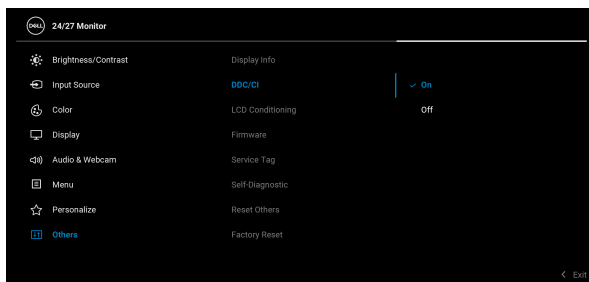 DELL 24/27 Monitor
Brightness/Contrast Display Info
Input Source DDC/CI On
Color LCD Conditioning Off
Display Firmware
Audio & Webcam Service Tag
Menu Self-Diagnostic
Personalize Reset Others
Others Factory Reset
Exit